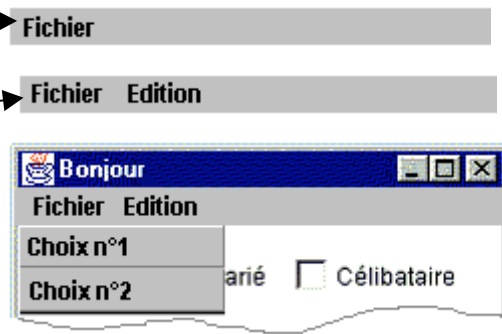 Fichier
Fichier Edition
Bonjour
Fichier Edition
Choix n°1
Choix n°2 arié Célibataire